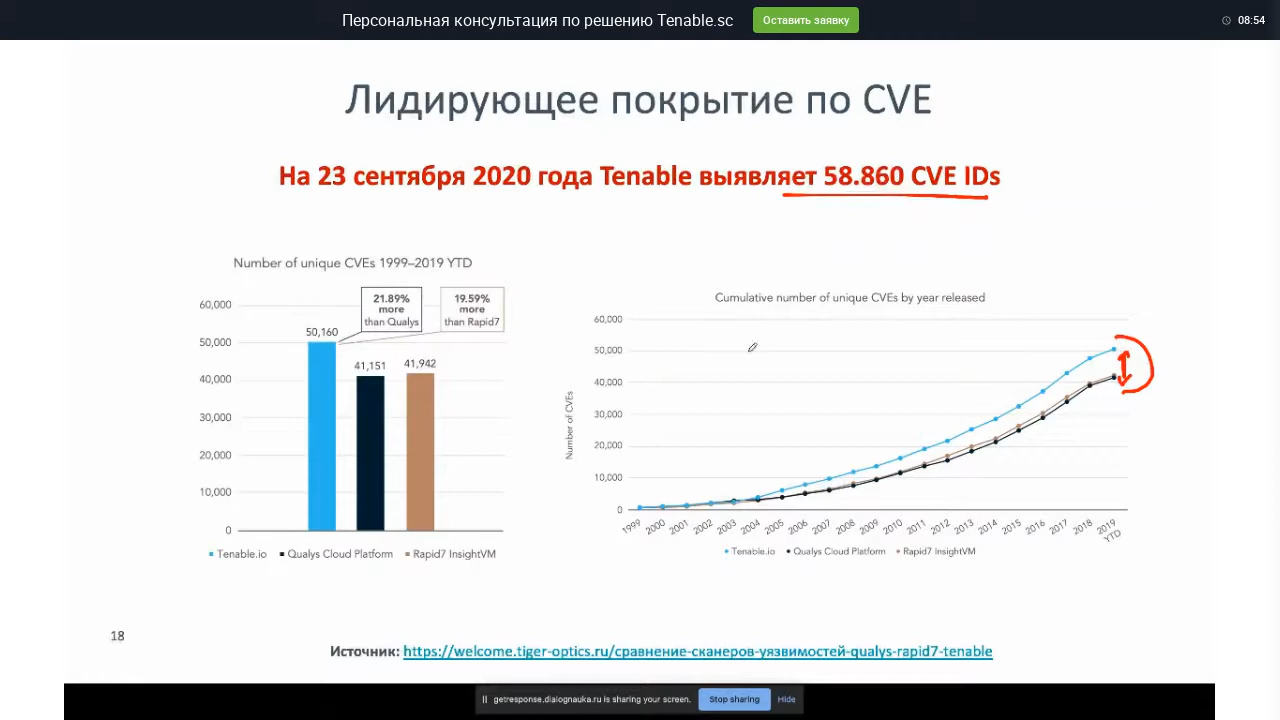 Персональная консультация по решению Tenable.sc
Оставить заявку
08:54
Лидирующее покрытие по CVE
На 23 сентября 2020 года Tenable выявляет 58.860 CVE IDs
Number of unique CVEs 1999–2019 YTD
21.89%
more
than Qualys
19.59%
more
than Rapid7
60,000
50,000
40,000
30,000
20,000
10,000
0
50,160
41,151
41,942
Tenable.io
Qualys Cloud Platform
Rapid7 InsightVM
Cumulative number of unique CVEs by year released
Number of CVEs
60,000
50,000
40,000
30,000
20,000
10,000
0
1999
2000
2001
2002
2003
2004
2005
2006
2007
2008
2009
2010
2011
2012
2013
2014
2015
2016
2017
2018
2019
YTD
Tenable.io
Qualys Cloud Platform
Rapid7 InsightVM
18
Источник: https://welcome.tiger-optics.ru/сравнение-сканеров-уязвимостей-qualys-rapid7-tenable
getresponse.dialognauka.ru is sharing your screen.
Stop sharing
Hide